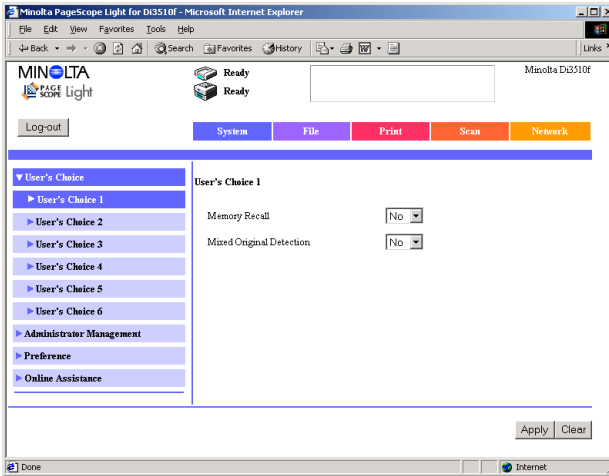 Minolta PageScope Light for Di3510f - Microsoft Internet Explorer
File Edit View Favorites Tools Help
Back Search Favorites History Links
MINOLTA
PAGE SCOPE Light
Ready
Ready
Minolta Di3510f
Log-out
System File Print Scan Network
User's Choice
User's Choice 1
User's Choice 2
User's Choice 3
User's Choice 4
User's Choice 5
User's Choice 6
Administrator Management
Preference
Online Assistance
User's Choice 1
Memory Recall No
Mixed Original Detection No
Apply Clear
Done Internet